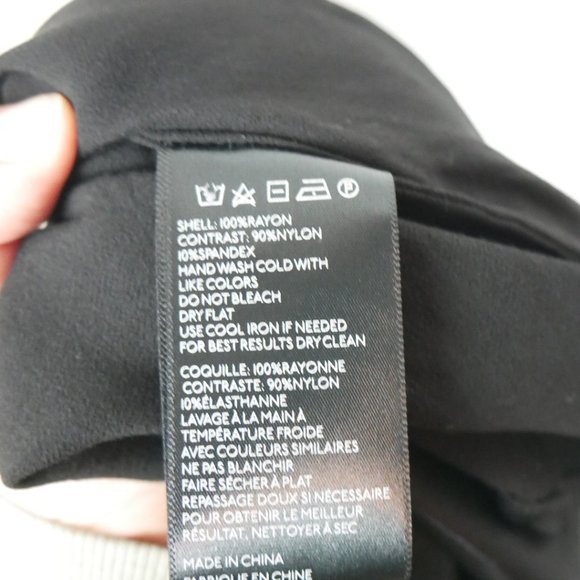 P
SHELL: 100%RAYON
CONTRAST: 90%NYLON
10%SPANDEX
HAND WASH COLD WITH
LIKE COLORS
DO NOT BLEACH
DRY FLAT
USE COOL IRON IF NEEDED
FOR BEST RESULTS DRY CLEAN
COQUILLE: 100%RAYONNE
CONTRASTE: 90%NYLON
10%ÉLASTHANNE
LAVAGE À LA MAIN À
TEMPÉRATURE FROIDE
AVEC COULEURS SIMILAIRES
NE PAS BLANCHIR
FAIRE SÉCHER À PLAT
REPASSAGE DOUX SI NÉCESSAIRE
POUR OBTENIR LE MEILLEUR
RÉSULTAT, NETTOYER À SEC
MADE IN CHINA
FABRIQUÉ EN CHINE